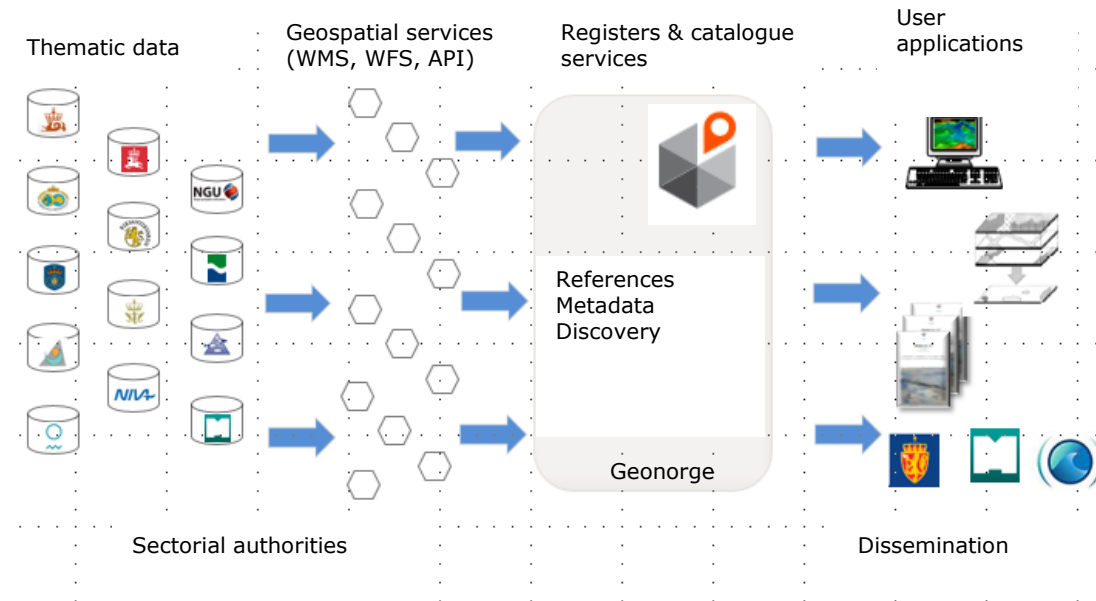 Thematic data
Geospatial services
(WMS, WFS, API)
Registers & catalogue
services
User
applications
NGU
NIVA
References
Metadata
Discovery
Geonorge
Sectorial authorities
Dissemination